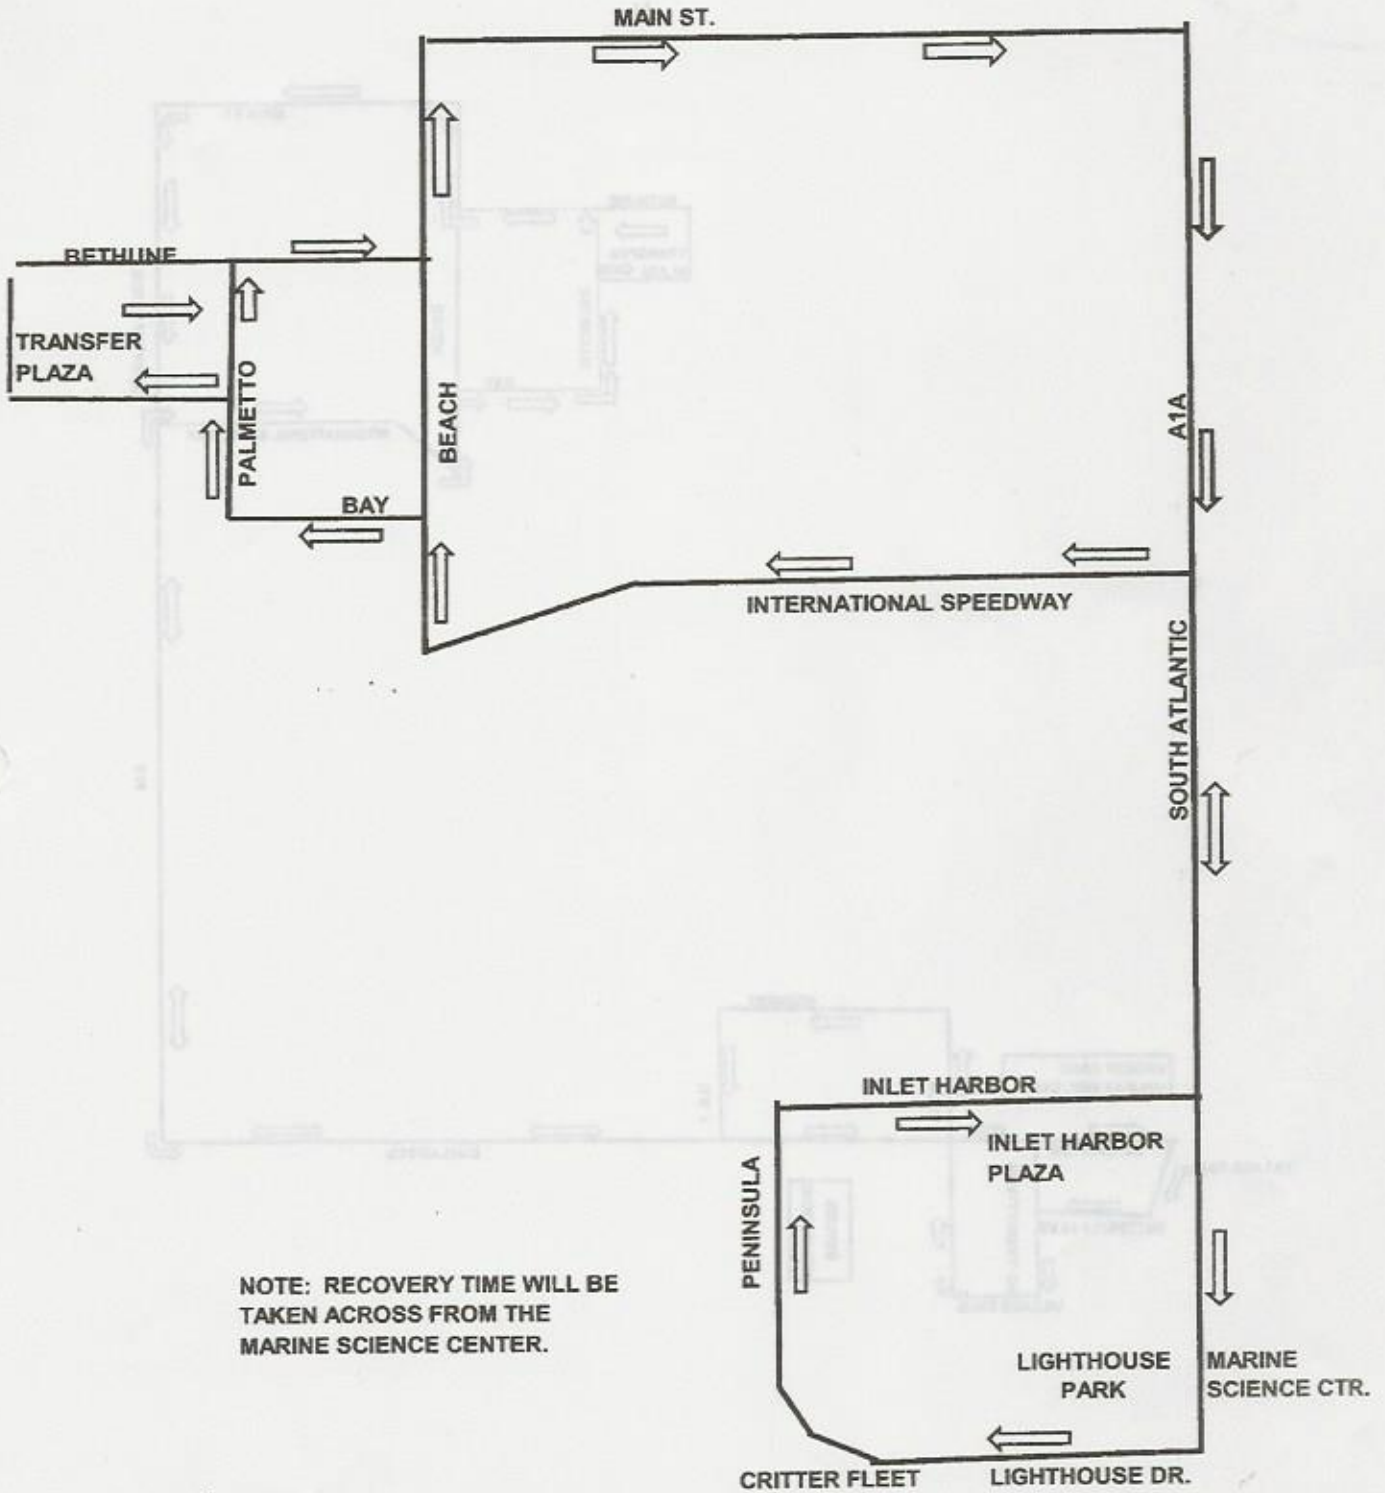 MAIN ST.
BETHUNE
TRANSFER
PLAZA
PALMETTO
BEACH
BAY
A1A
INTERNATIONAL SPEEDWAY
SOUTH ATLANTIC
INLET HARBOR
INLET HARBOR
PLAZA
PENINSULA
NOTE: RECOVERY TIME WILL BE
TAKEN ACROSS FROM THE
MARINE SCIENCE CENTER.
LIGHTHOUSE
PARK
MARINE
SCIENCE CTR.
CRITTER FLEET
LIGHTHOUSE DR.